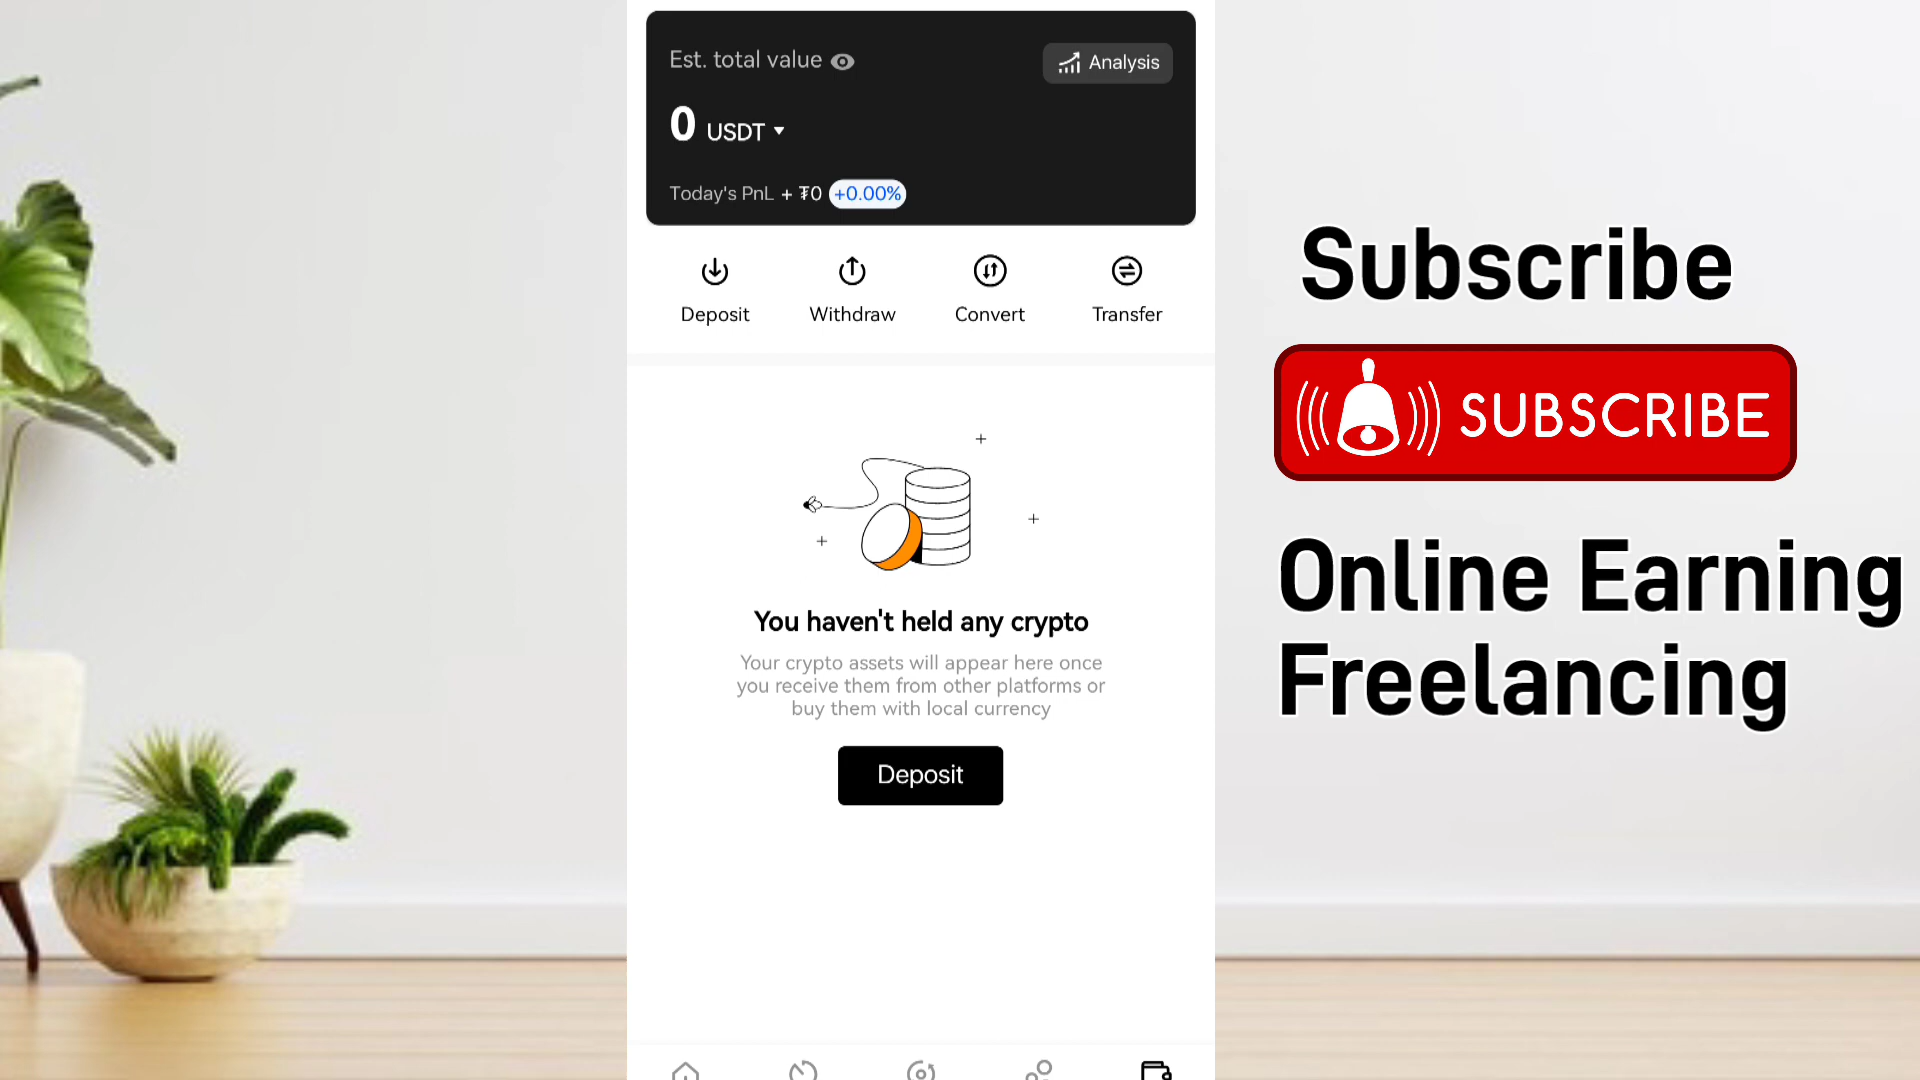 Est. total value
Analysis
0 USDT
Today's PnL + ₮0 +0.00%
Deposit
Withdraw
Convert
Transfer
You haven't held any crypto
Your crypto assets will appear here once
you receive them from other platforms or
buy them with local currency
Deposit
Subscribe
SUBSCRIBE
Online Earning
Freelancing